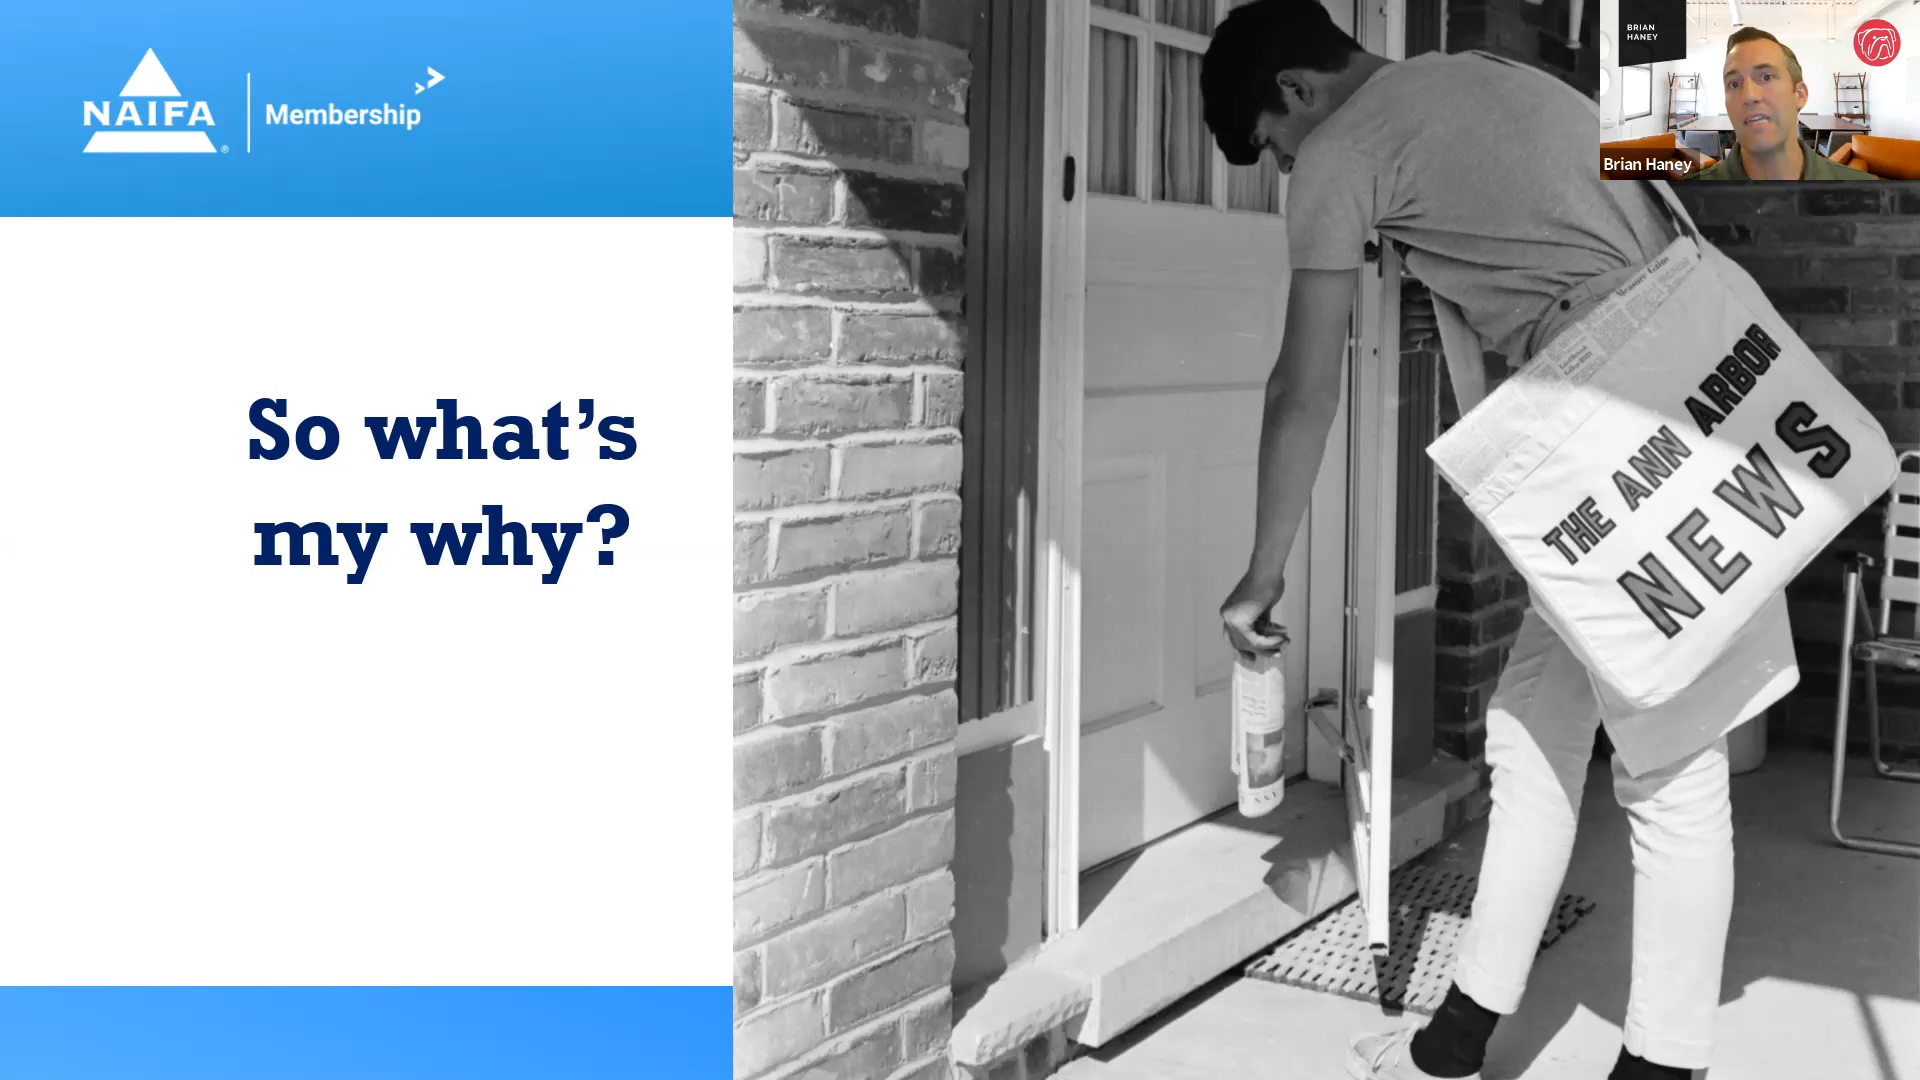 NAIFA
®
Membership
So what's
my why?
THE ANN ARBOR
NEWS
BRIAN
HANEY
Brian Haney